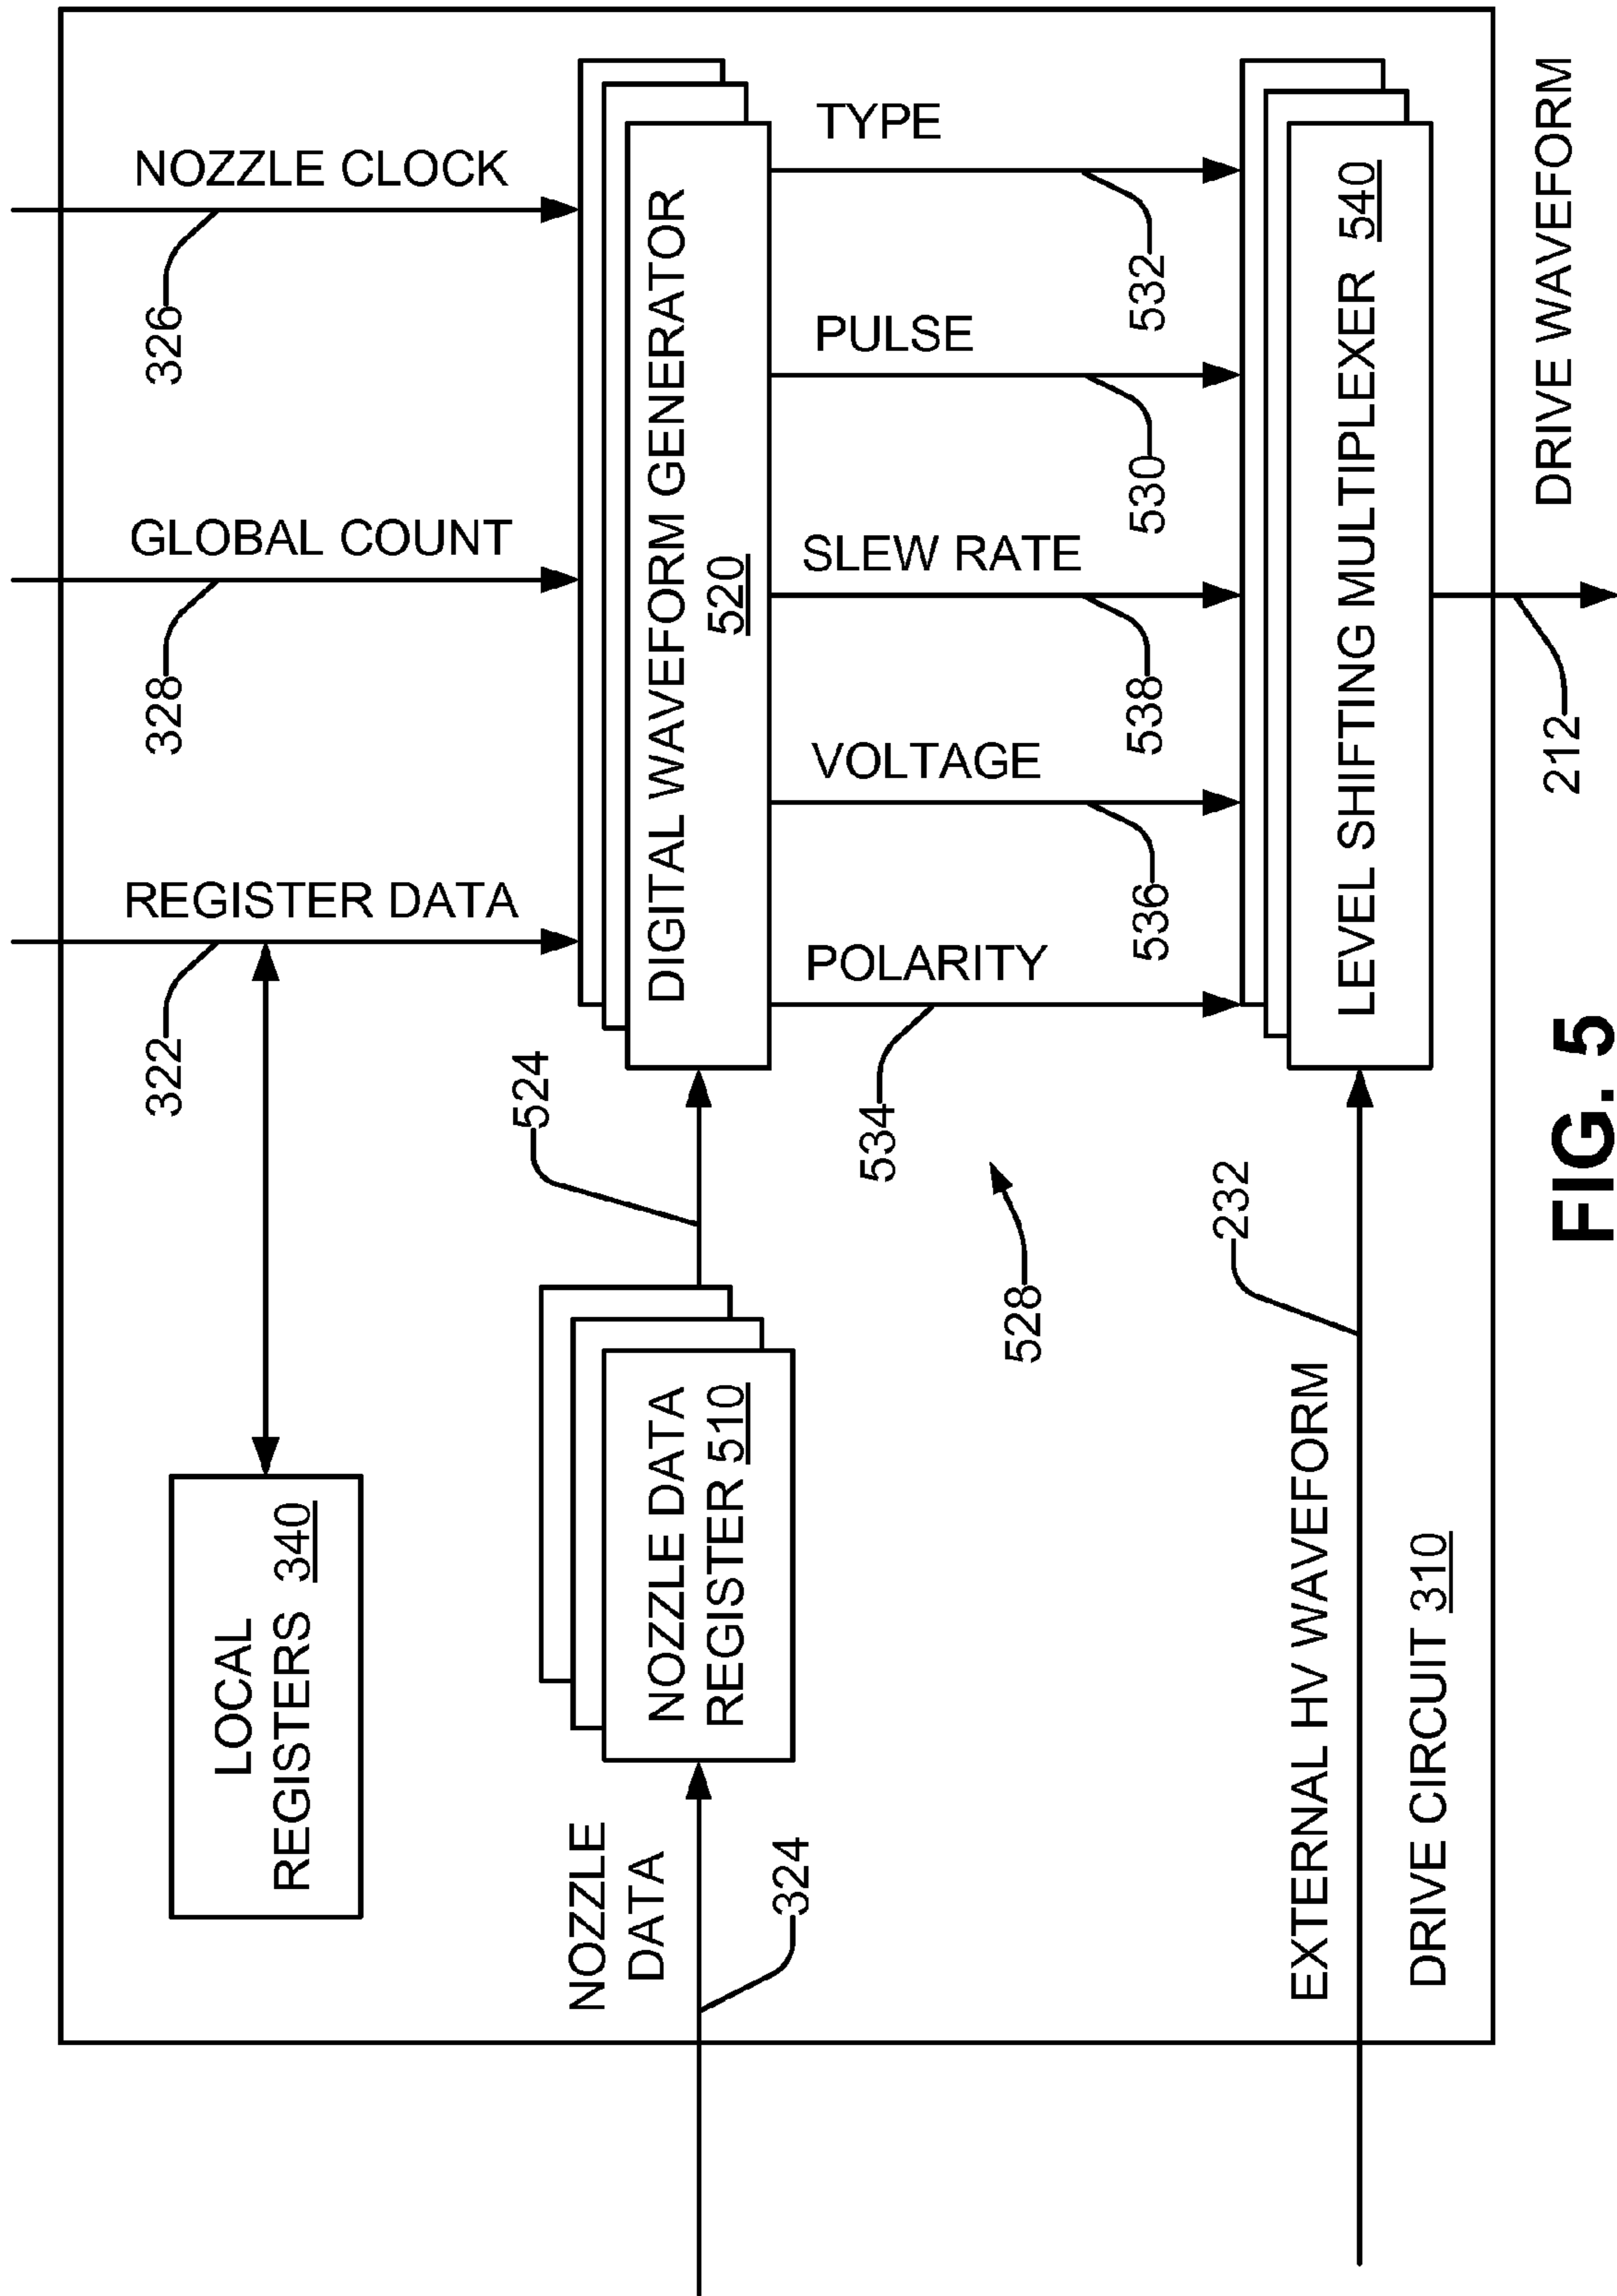 NOZZLE CLOCK
326
GLOBAL COUNT
328
REGISTER DATA
322
LOCAL
REGISTERS 340
DIGITAL WAVEFORM GENERATOR
520
524
NOZZLE DATA
REGISTER 510
NOZZLE
DATA
324
TYPE
532
PULSE
530
SLEW RATE
538
VOLTAGE
536
POLARITY
534
528
LEVEL SHIFTING MULTIPLEXER 540
232
EXTERNAL HV WAVEFORM
DRIVE CIRCUIT 310
212
DRIVE WAVEFORM
FIG. 5